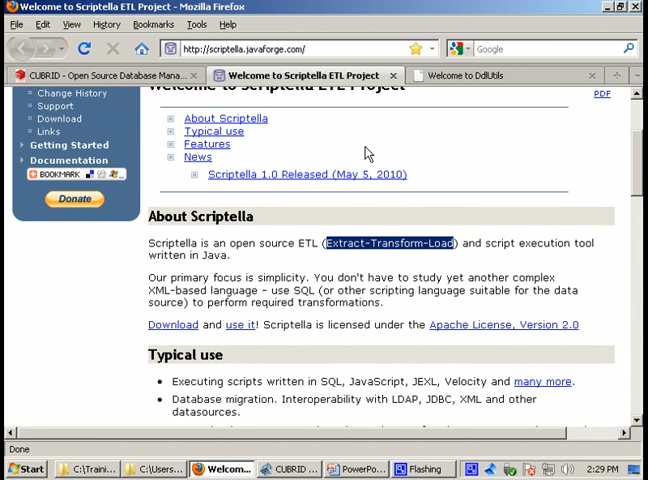 Welcome to Scriptella ETL Project - Mozilla Firefox
File Edit View History Bookmarks Tools Help
http://scriptella.javaforge.com/
Google
CUBRID - Open Source Database Mana...
Welcome to Scriptella ETL Project
Welcome to DdlUtils
Welcome to Scriptella ETL Project
PDF
Change History
Support
Download
Links
Getting Started
Documentation
BOOKMARK
Donate
About Scriptella
Typical use
Features
News
Scriptella 1.0 Released (May 5, 2010)
About Scriptella
Scriptella is an open source ETL (Extract-Transform-Load) and script execution tool
written in Java.
Our primary focus is simplicity. You don't have to study yet another complex
XML-based language - use SQL (or other scripting language suitable for the data
source) to perform required transformations.
Download and use it! Scriptella is licensed under the Apache License, Version 2.0
Typical use
Executing scripts written in SQL, JavaScript, JEXL, Velocity and many more.
Database migration. Interoperability with LDAP, JDBC, XML and other
datasources.
Done
Start
C:\Traini...
C:\Users...
Welcom...
CUBRID ...
PowerPo...
Flashing
2:29 PM